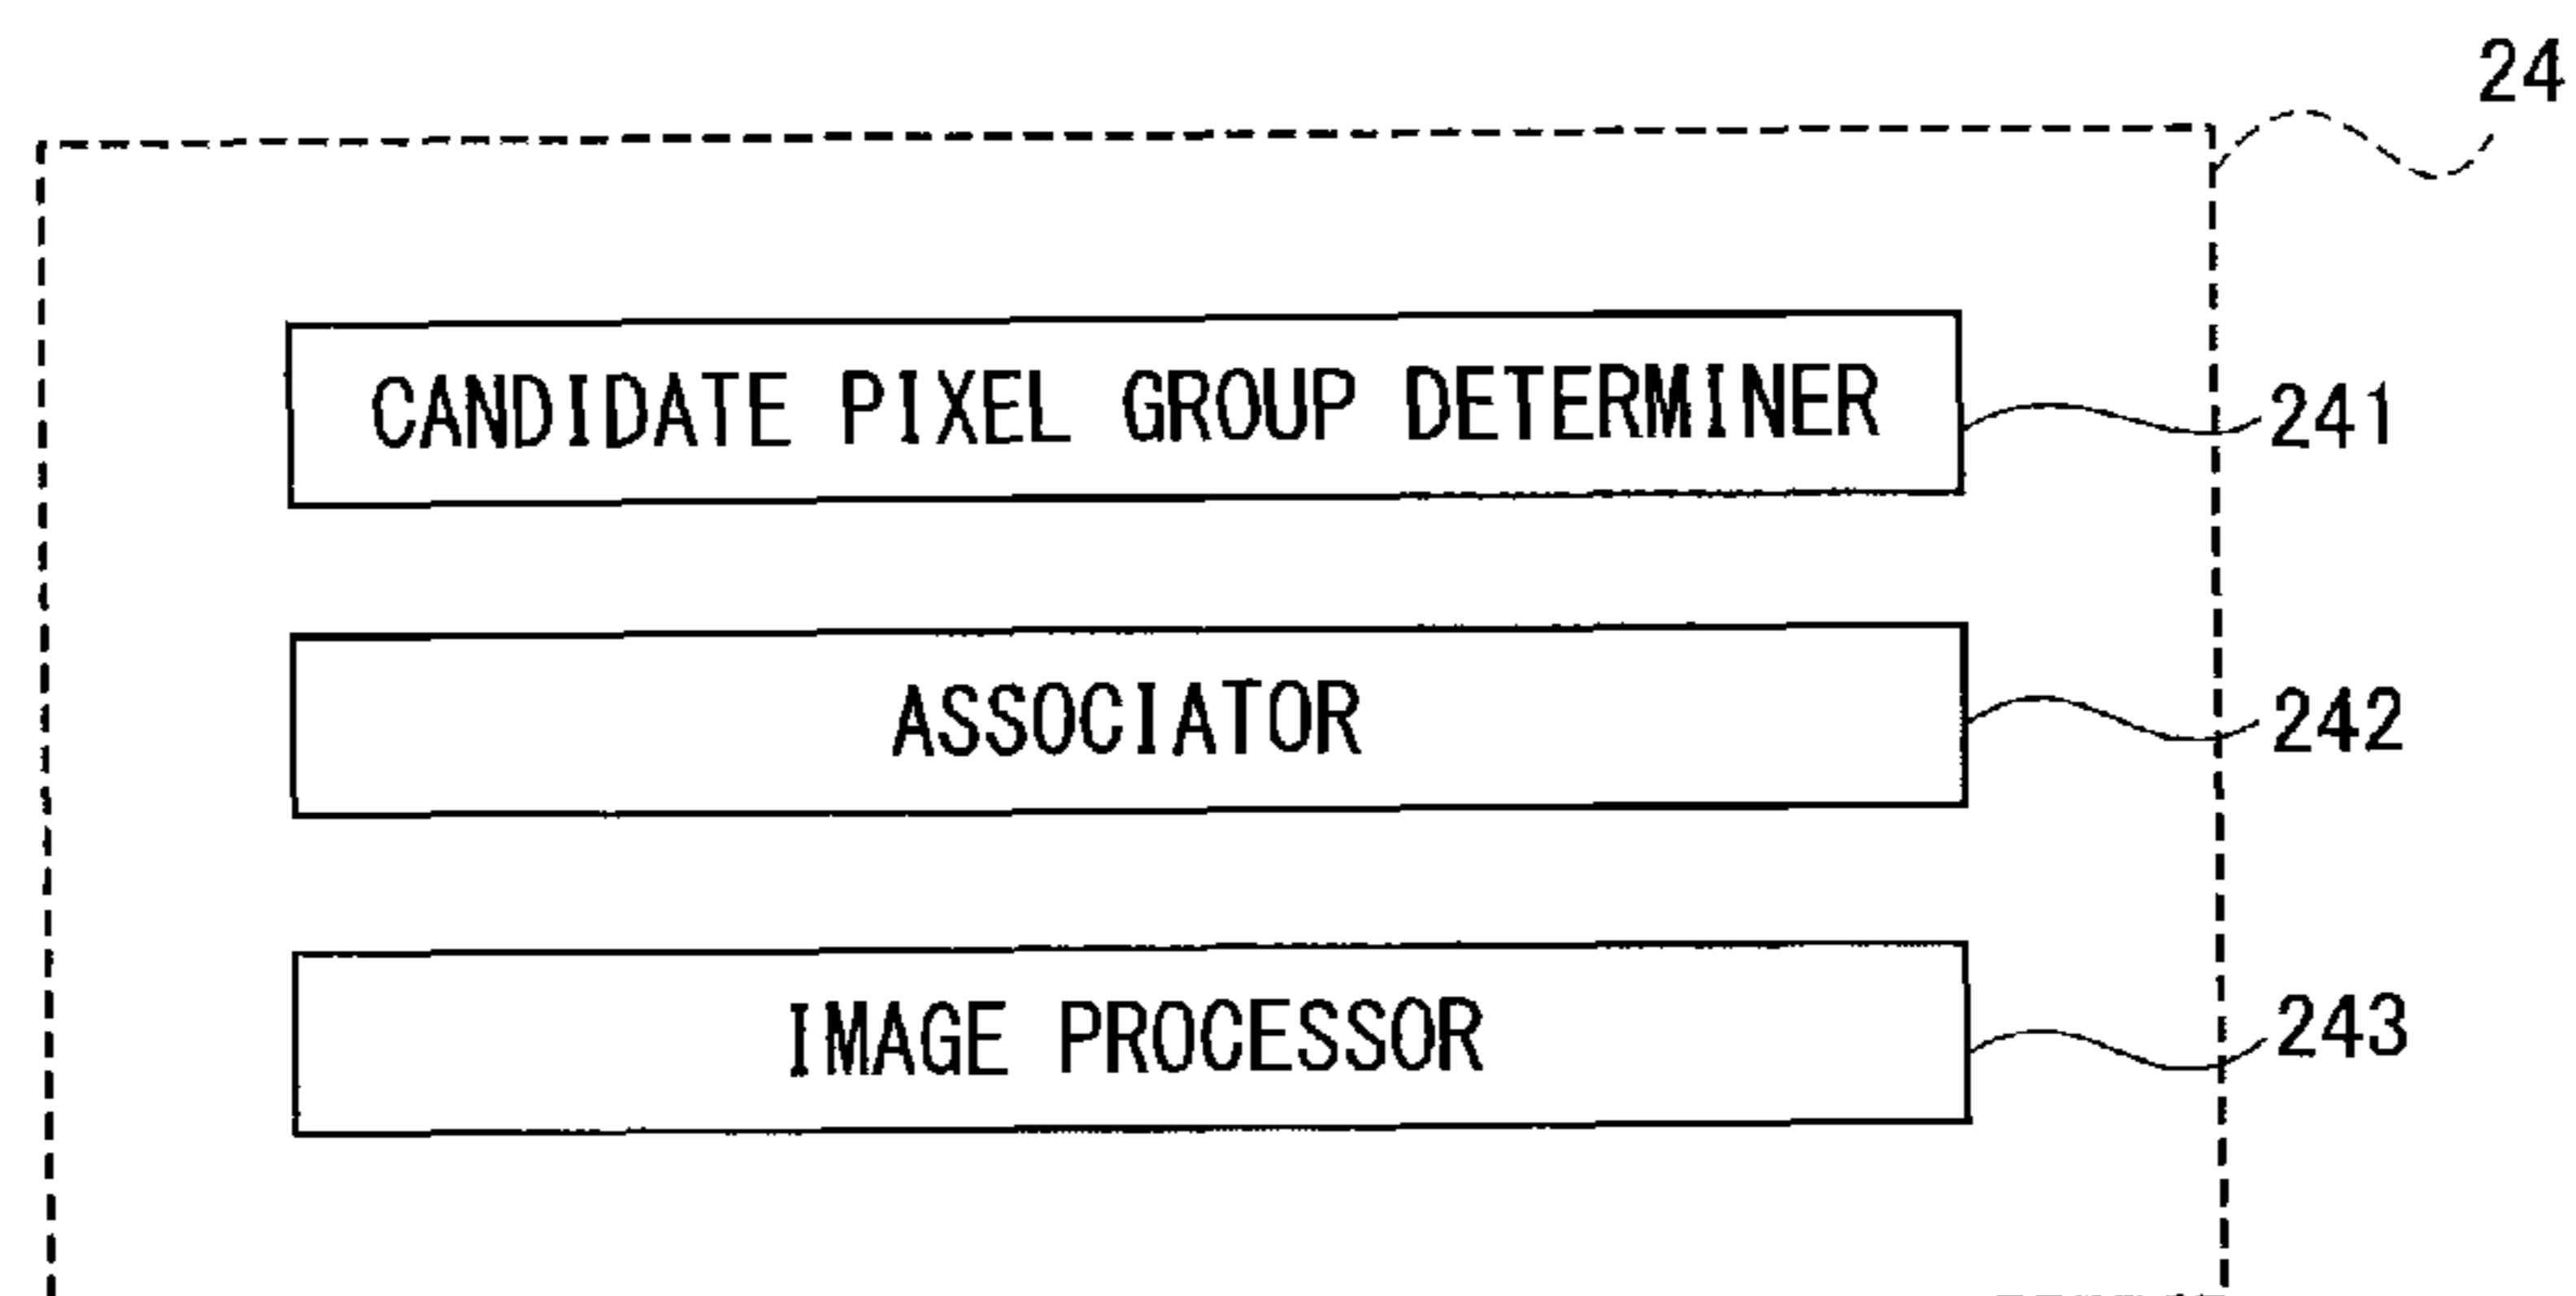 24
CANDIDATE PIXEL GROUP DETERMINER 241
ASSOCIATOR 242
IMAGE PROCESSOR 243